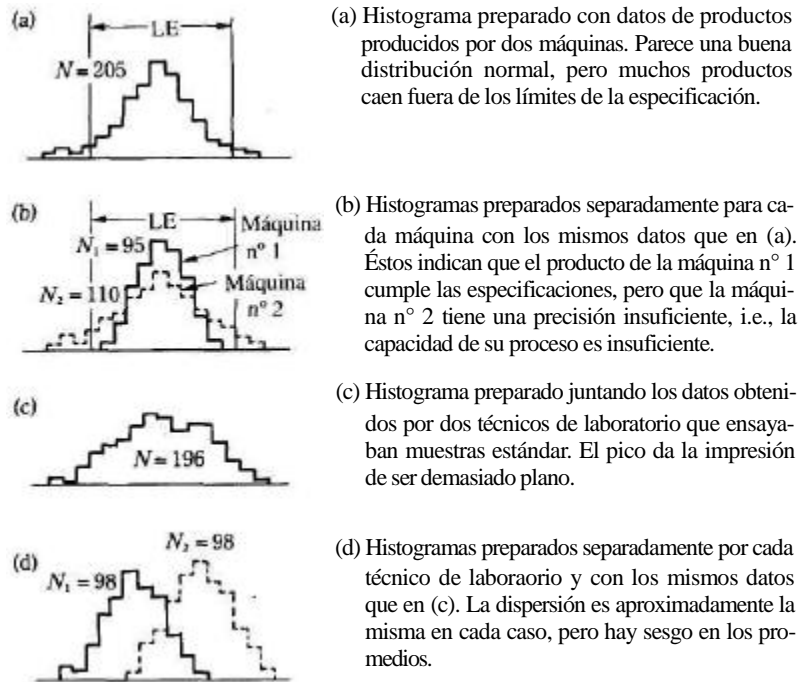 (a)
LE
N = 205
(a) Histograma preparado con datos de productos
producidos por dos máquinas. Parece una buena
distribución normal, pero muchos productos
caen fuera de los límites de la especificación.
(b)
LE
N₁ = 95
Máquina
nº 1
N₂ = 110
Máquina
nº 2
(b) Histogramas preparados separadamente para ca-
da máquina con los mismos datos que en (a).
Éstos indican que el producto de la máquina n° 1
cumple las especificaciones, pero que la máqui-
na n° 2 tiene una precisión insuficiente, i.e., la
capacidad de su proceso es insuficiente.
(c)
N = 196
(c) Histograma preparado juntando los datos obteni-
dos por dos técnicos de laboratorio que ensaya-
ban muestras estándar. El pico da la impresión
de ser demasiado plano.
(d)
N₂ = 98
N₁ = 98
(d) Histogramas preparados separadamente por cada
técnico de laboraorio y con los mismos datos
que en (c). La dispersión es aproximadamente la
misma en cada caso, pero hay sesgo en los pro-
medios.